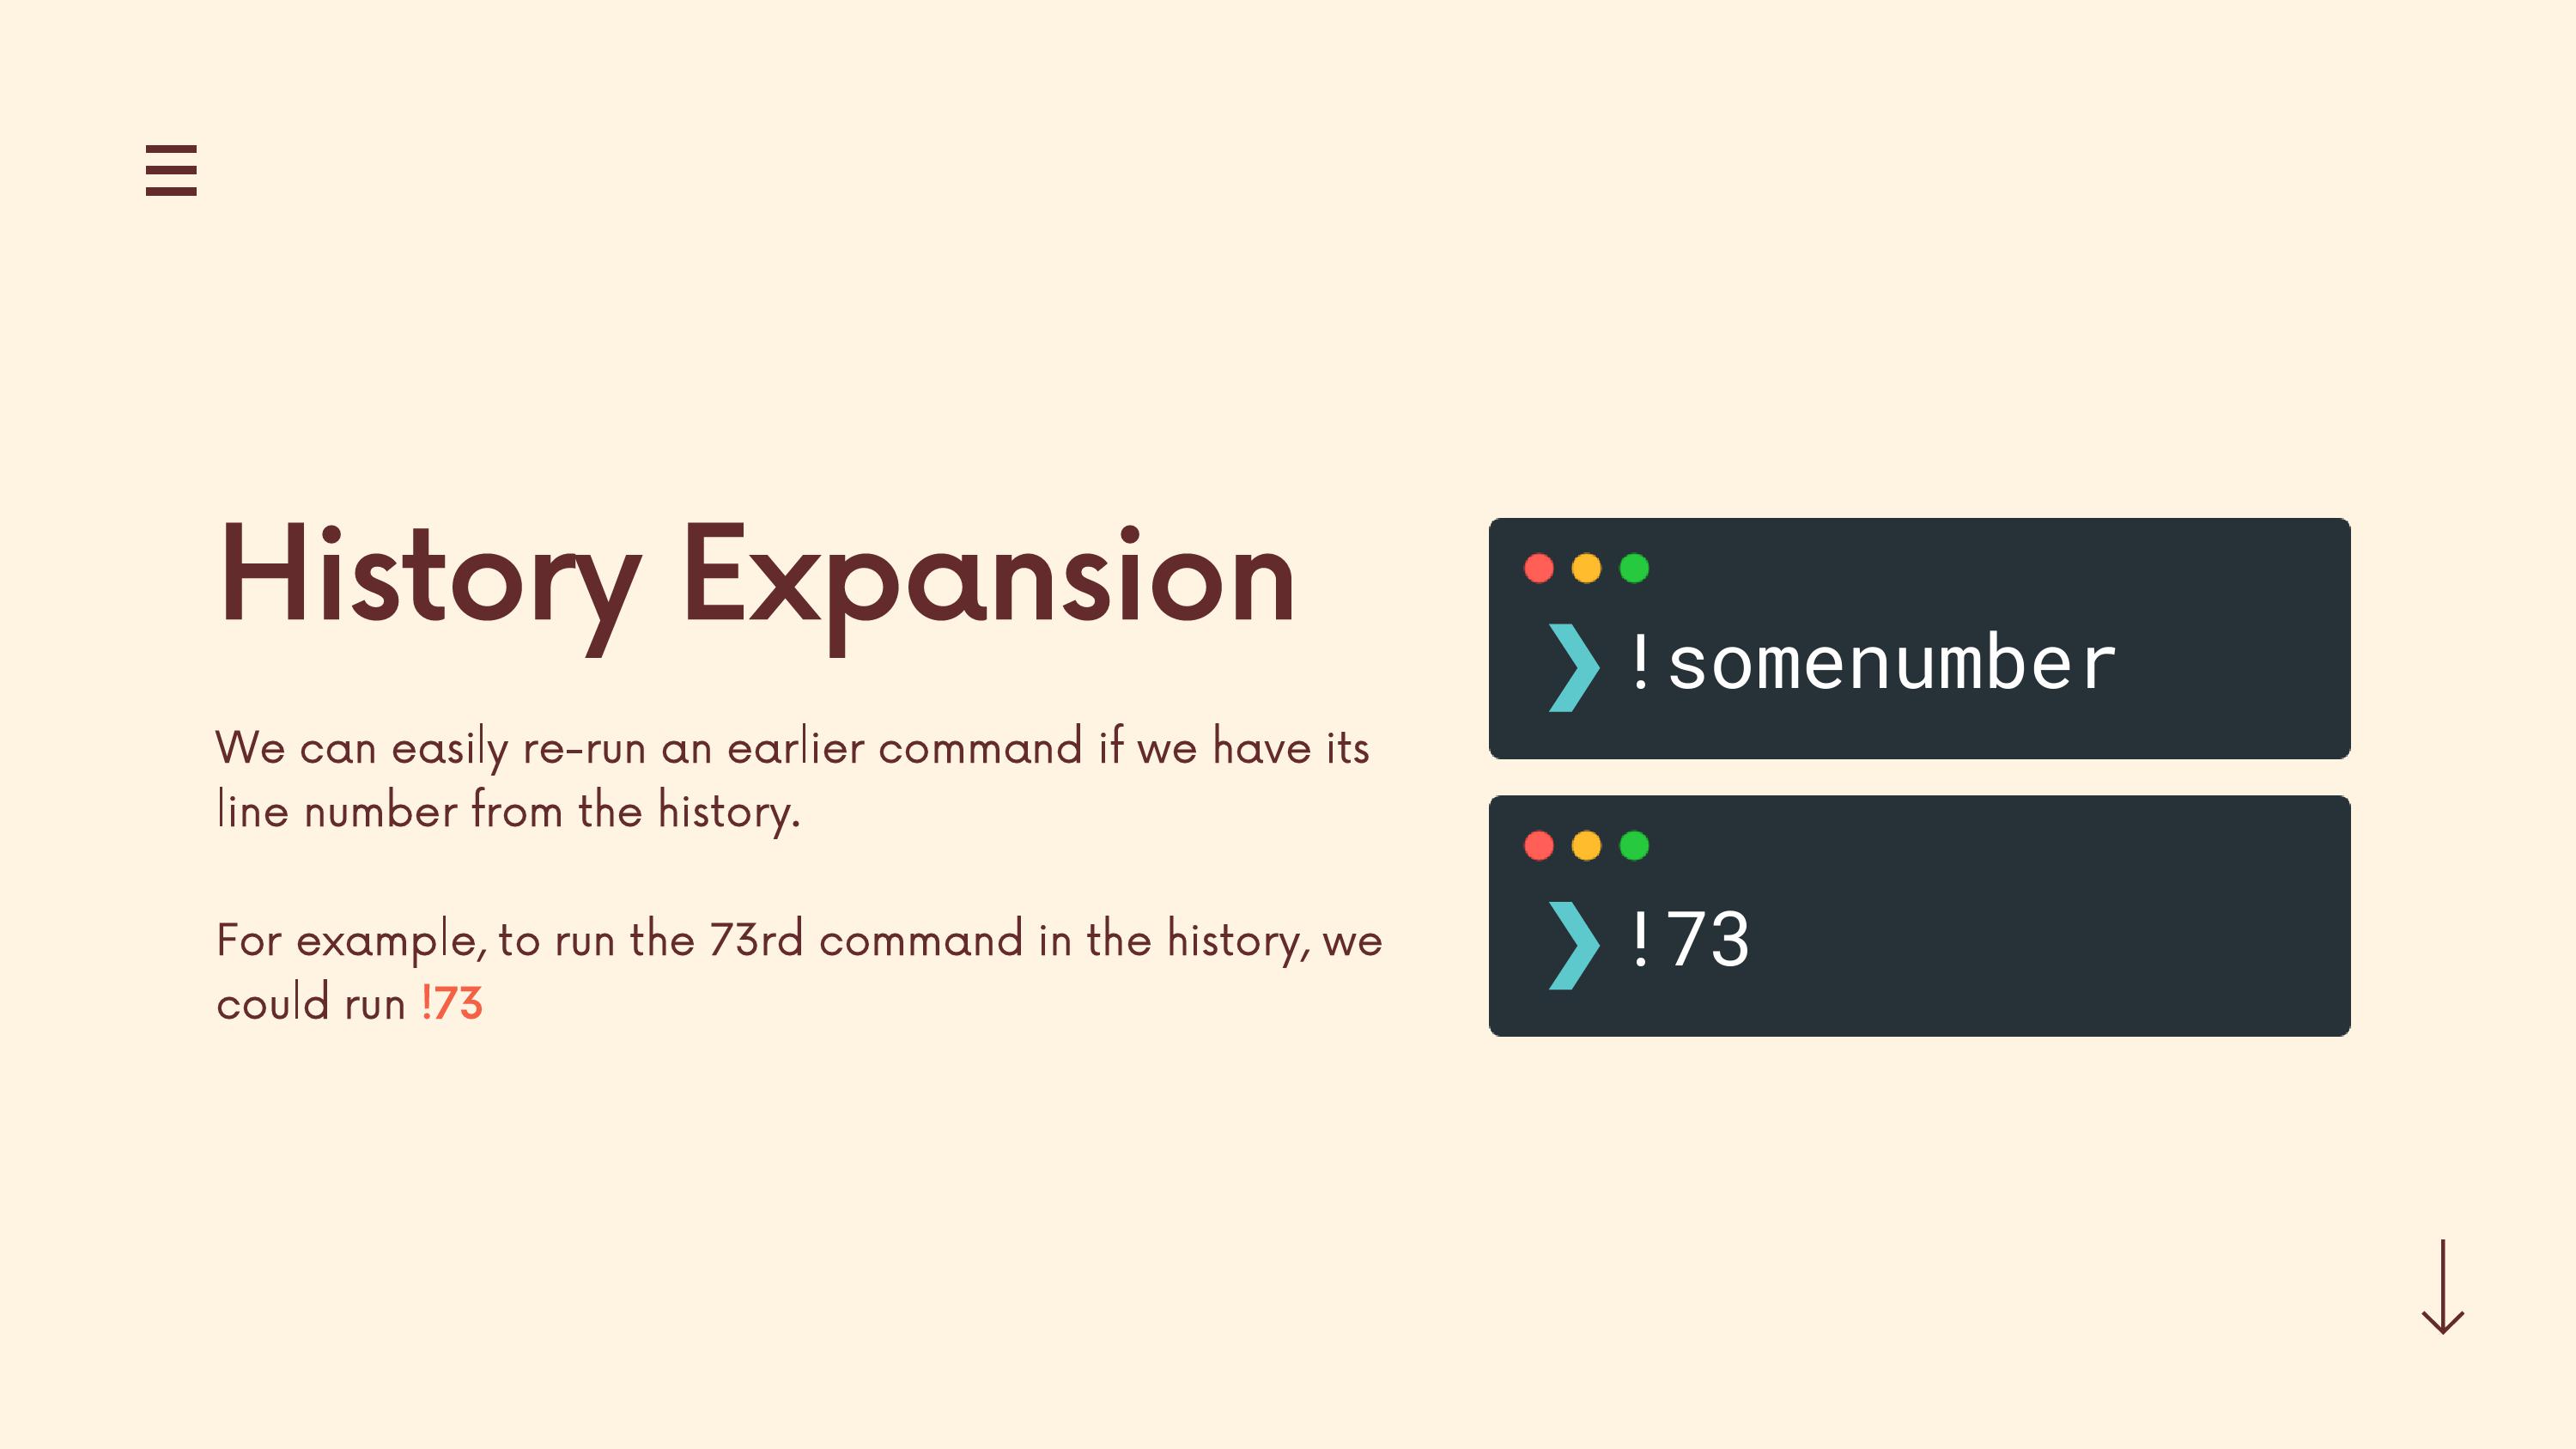 History Expansion
We can easily re-run an earlier command if we have its
line number from the history.
For example, to run the 73rd command in the history, we
could run !73
❯ !somenumber
❯ !73